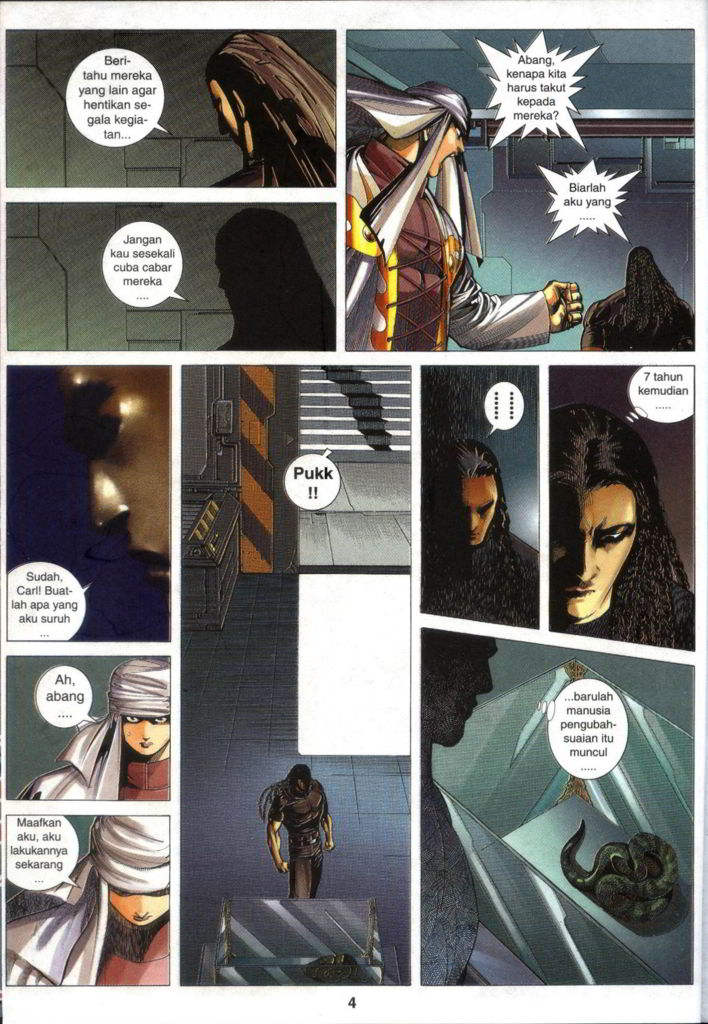 Beri-
tahu mereka
yang lain agar
hentikan se-
gala kegia-
tan...
Jangan
kau sesekali
cuba cabar
mereka
....
Abang,
kenapa kita
harus takut
kepada
mereka?
Biarlah
aku yang
.....
Sudah,
Carl! Buat-
lah apa yang
aku suruh
...
Ah,
abang
....
Maafkan
aku, aku
lakukannya
sekarang
...
Pukk
!!
7 tahun
kemudian
.....
...barulah
manusia
pengubah-
suaian itu
muncul
.....
4